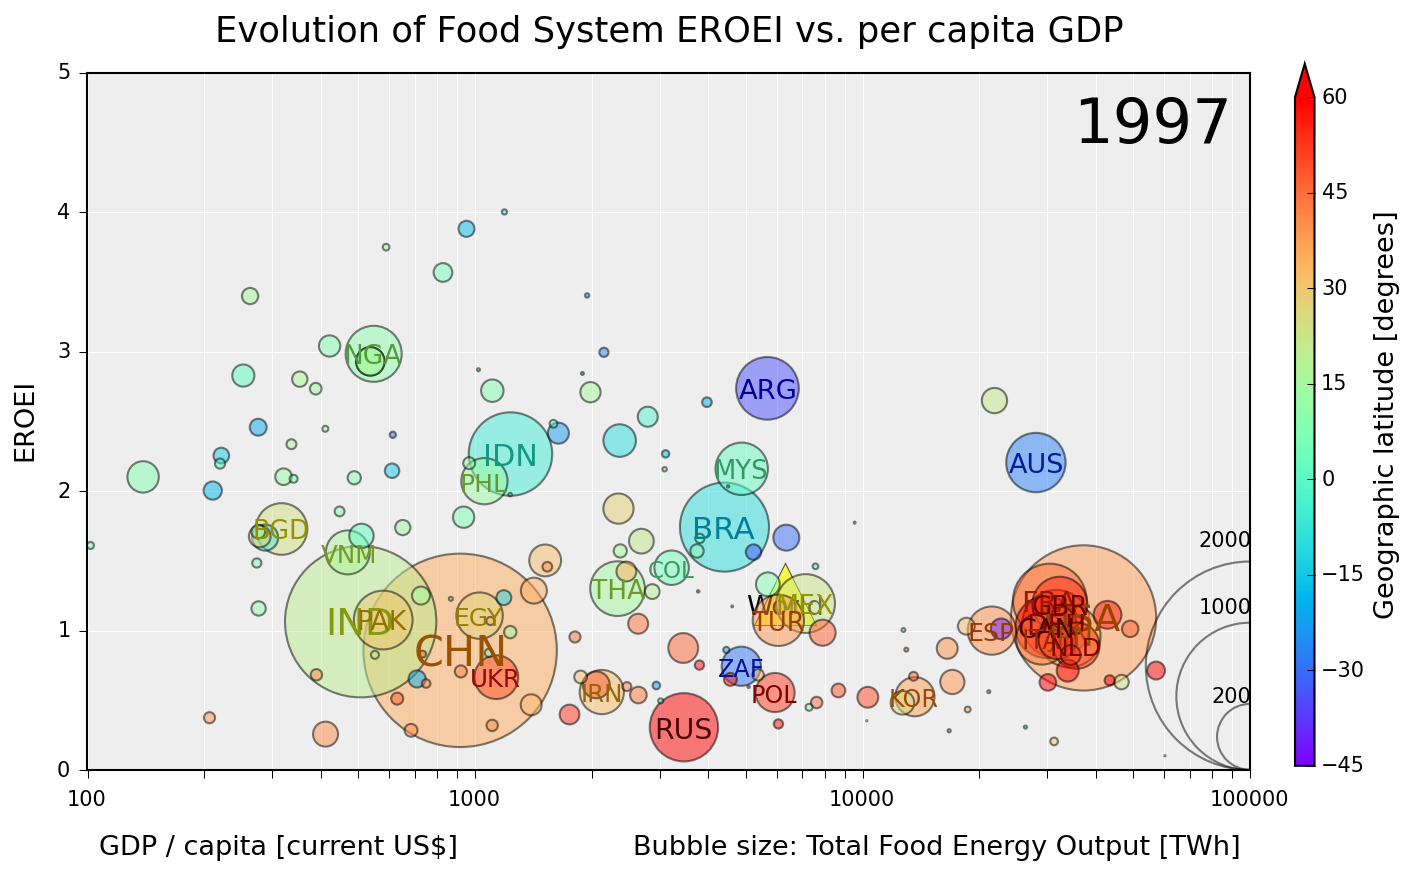 Evolution of Food System EROEI vs. per capita GDP
1997
EROEI
5
4
3
2
1
0
NGA
ARG
IDN
PHL
MYS
AUS
BGD
VNM
BRA
COL
THA
MEX
TUR
IND
PAK
EGY
CHN
UKR
IRN
ZAF
POL
RUS
ESP
KOR
GBR
CAN
NLD
2000
1000
200
100
1000
10000
100000
GDP / capita [current US$]
Bubble size: Total Food Energy Output [TWh]
60
45
30
15
0
−15
−30
−45
Geographic latitude [degrees]